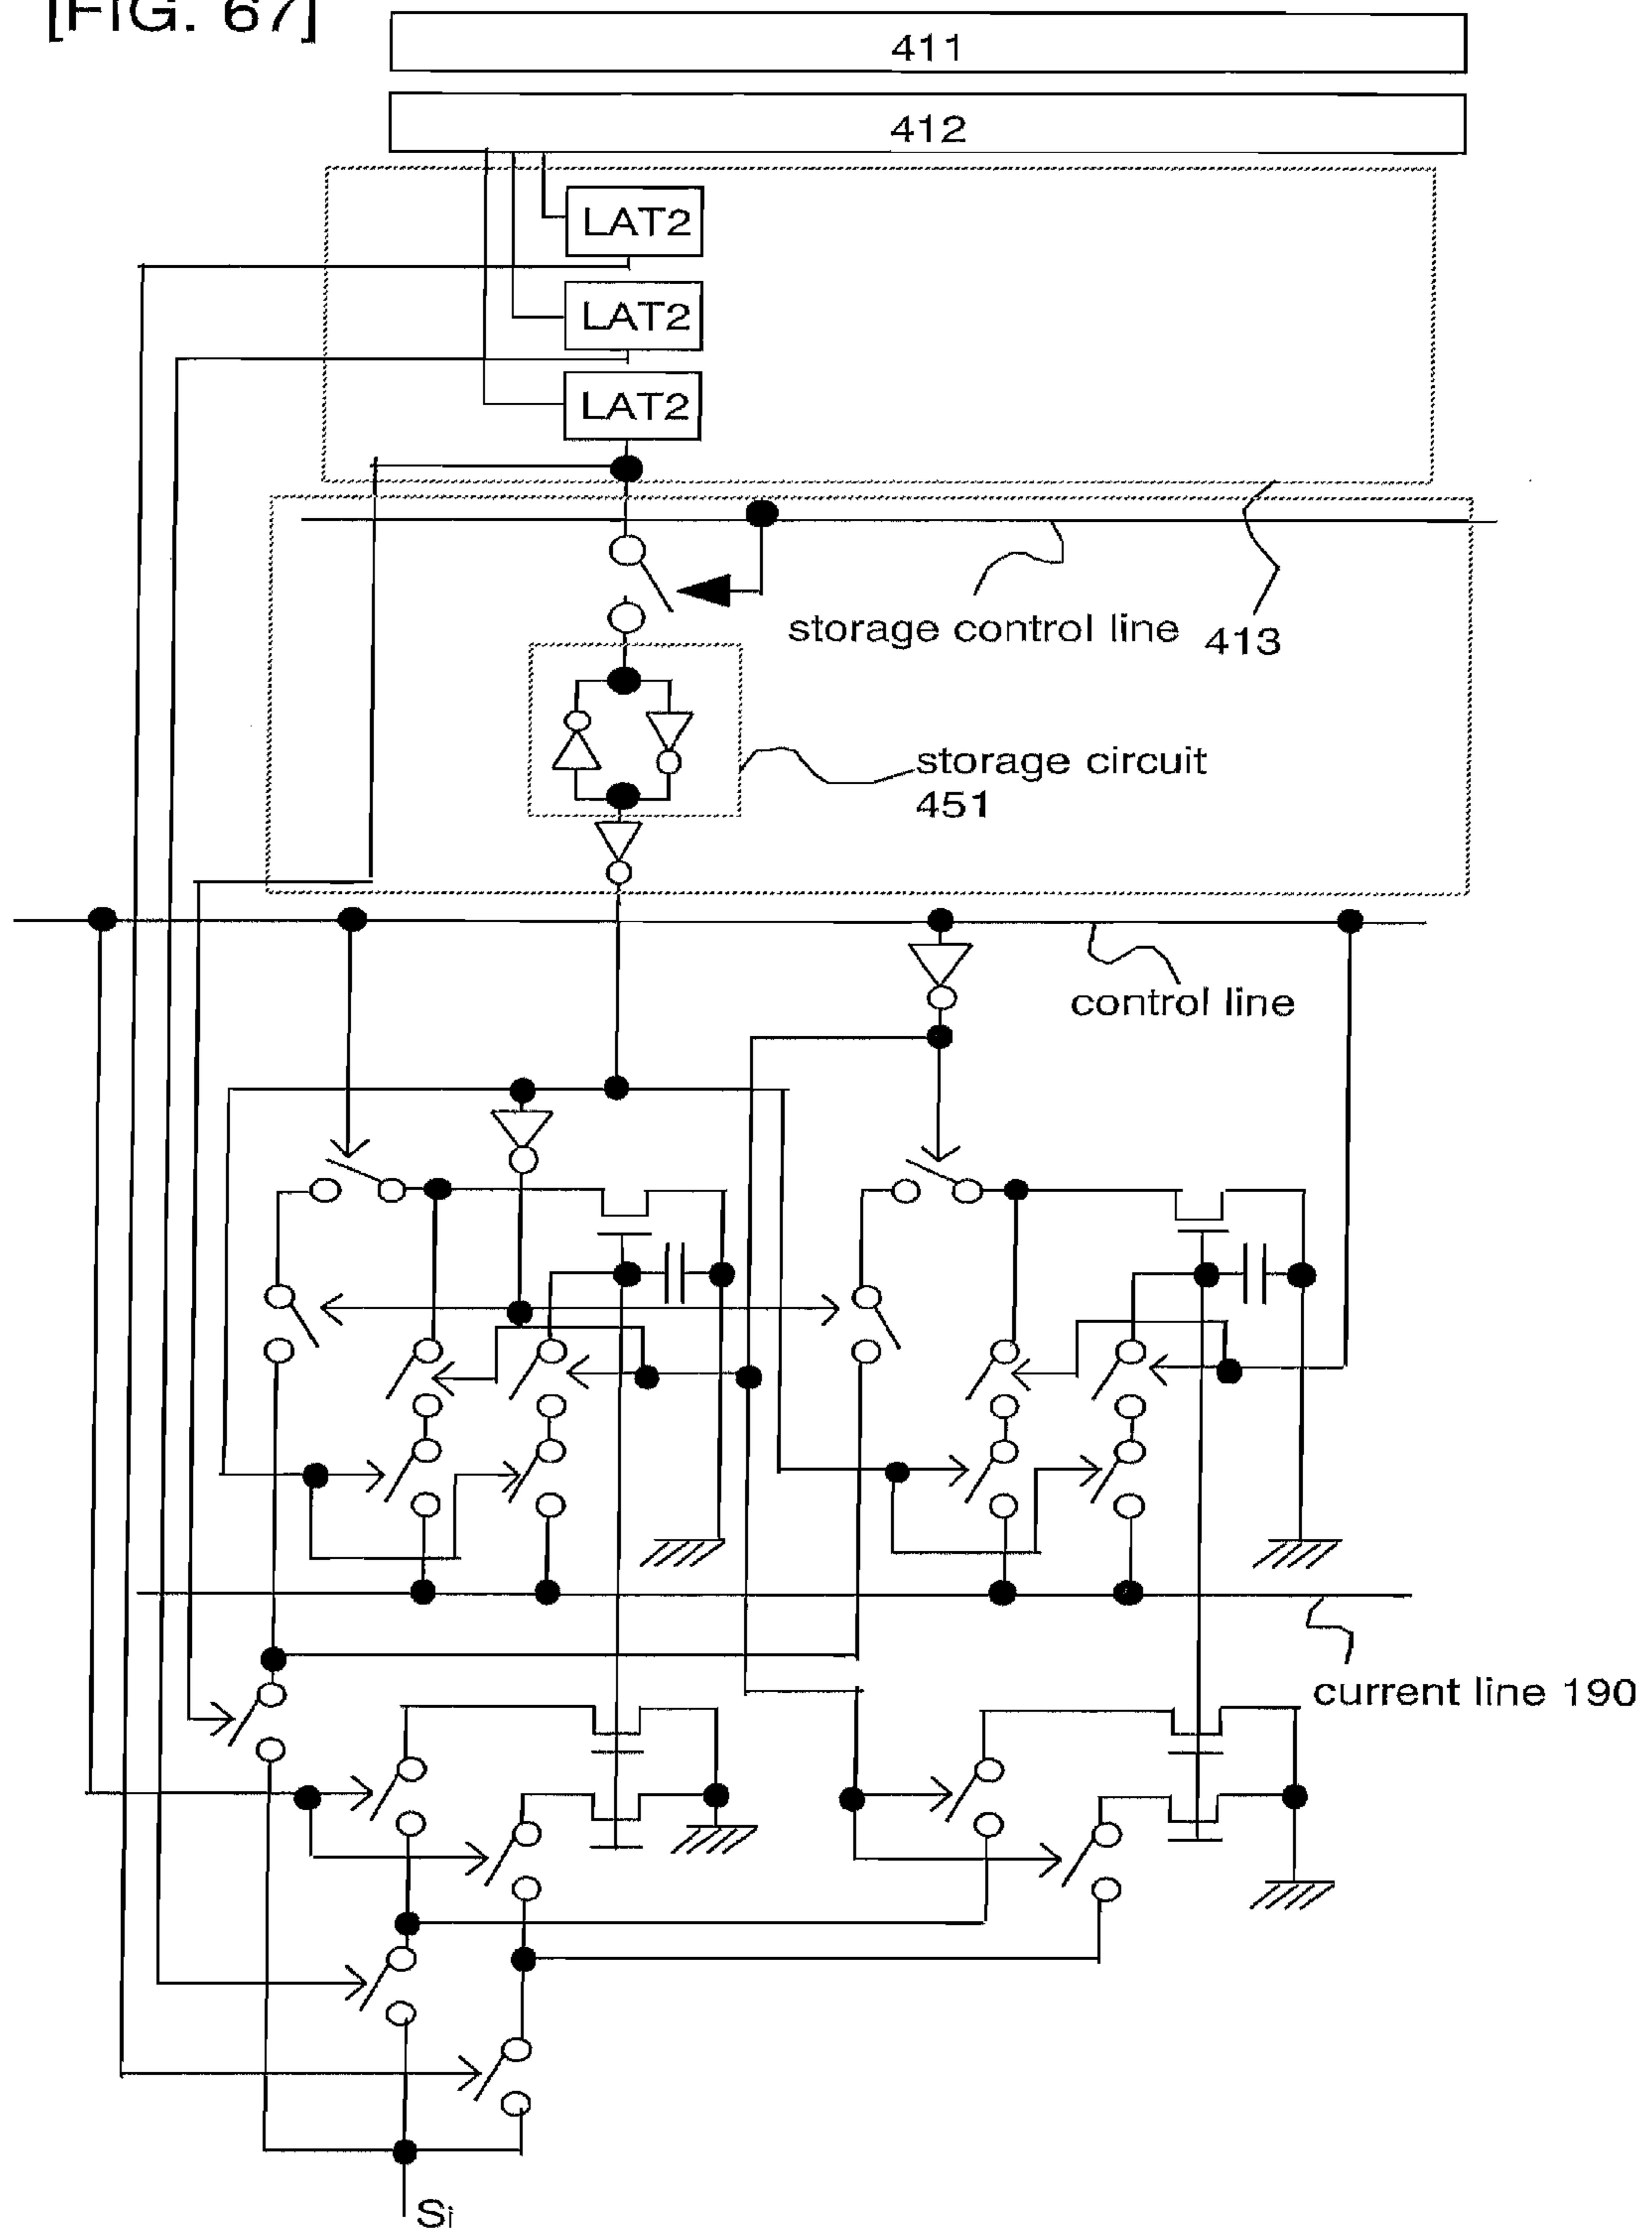 [FIG. 67]
411
412
LAT2
LAT2
LAT2
storage control line
413
storage circuit
451
control line
current line 190
Si